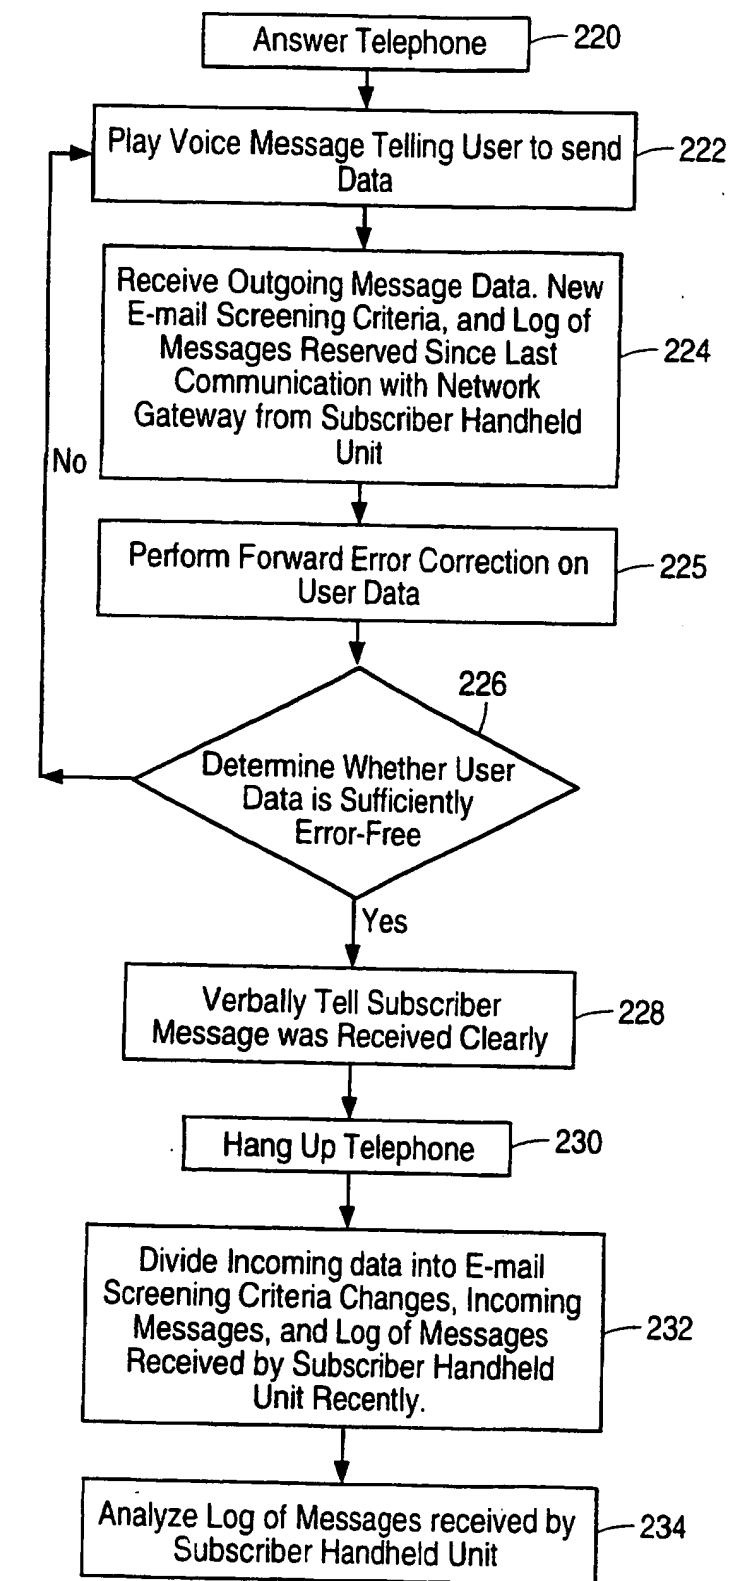 Answer Telephone
220
Play Voice Message Telling User to send
Data
222
Receive Outgoing Message Data. New
E-mail Screening Criteria, and Log of
Messages Reserved Since Last
Communication with Network
Gateway from Subscriber Handheld
Unit
224
No
Perform Forward Error Correction on
User Data
225
226
Determine Whether User
Data is Sufficiently
Error-Free
Yes
Verbally Tell Subscriber
Message was Received Clearly
228
Hang Up Telephone
230
Divide Incoming data into E-mail
Screening Criteria Changes, Incoming
Messages, and Log of Messages
Received by Subscriber Handheld
Unit Recently.
232
Analyze Log of Messages received by
Subscriber Handheld Unit
234